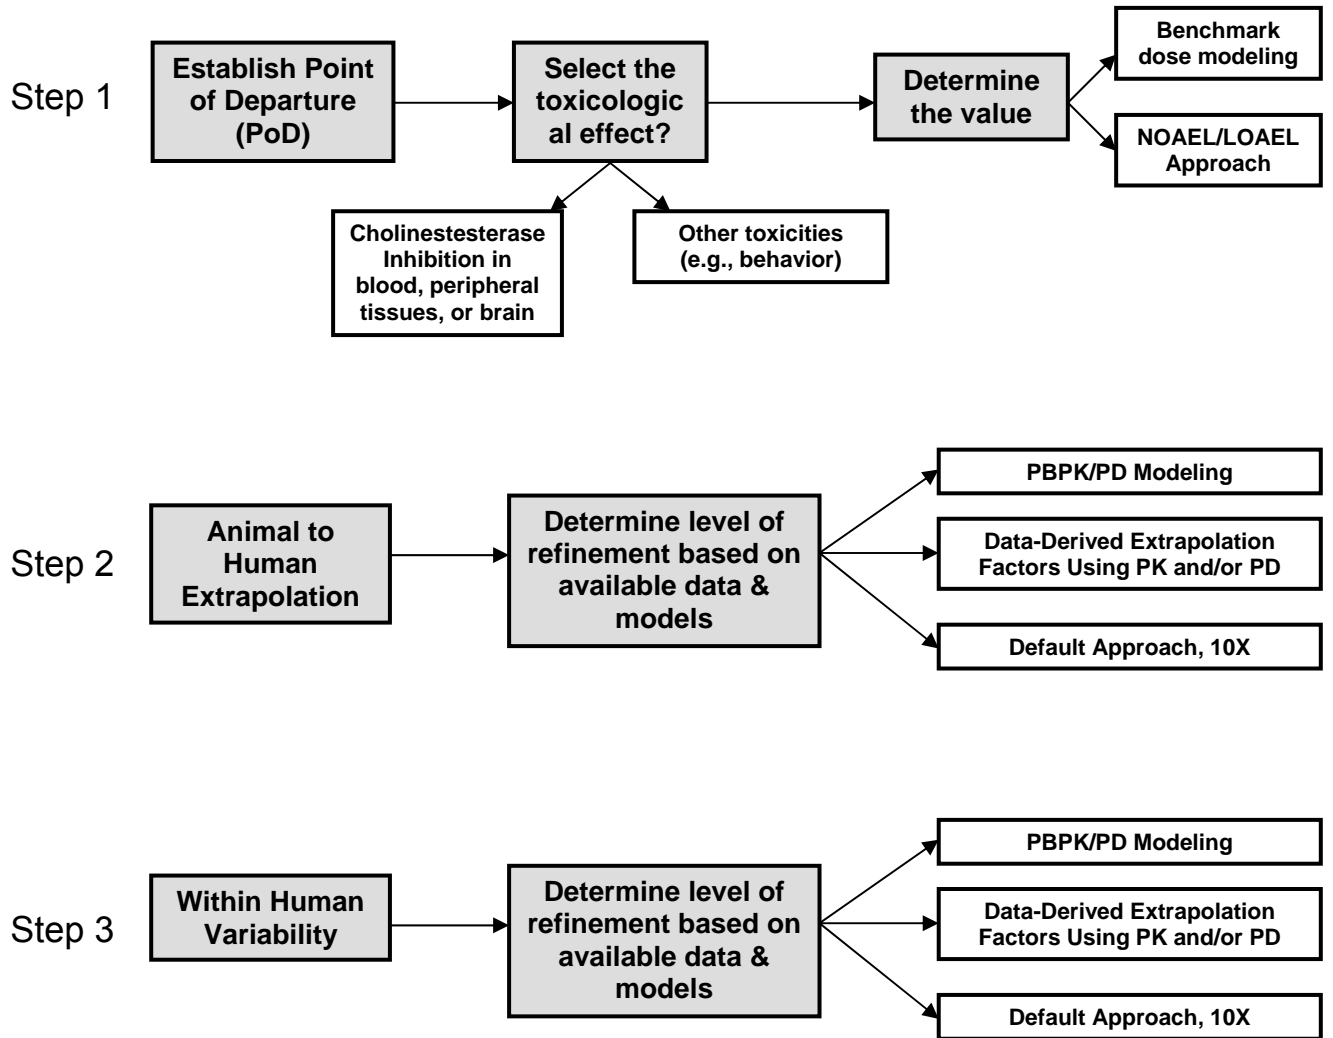 Step 1
Establish Point
of Departure
(PoD)
Select the
toxicologic
al effect?
Determine
the value
Benchmark
dose modeling
NOAEL/LOAEL
Approach
Cholinestesterase
Inhibition in
blood, peripheral
tissues, or brain
Other toxicities
(e.g., behavior)
Step 2
Animal to
Human
Extrapolation
Determine level of
refinement based on
available data &
models
PBPK/PD Modeling
Data-Derived Extrapolation
Factors Using PK and/or PD
Default Approach, 10X
Step 3
Within Human
Variability
Determine level of
refinement based on
available data &
models
PBPK/PD Modeling
Data-Derived Extrapolation
Factors Using PK and/or PD
Default Approach, 10X